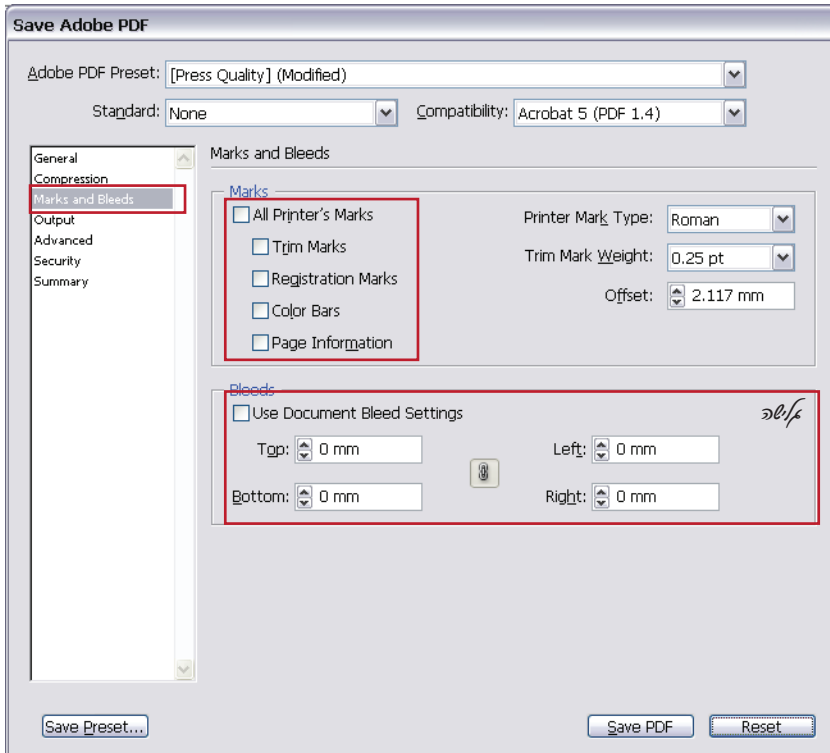 Save Adobe PDF
Adobe PDF Preset: [Press Quality] (Modified)
Standard: None Compatibility: Acrobat 5 (PDF 1.4)
General
Compression
Marks and Bleeds
Output
Advanced
Security
Summary
Marks and Bleeds
Marks
All Printer's Marks
Trim Marks
Registration Marks
Color Bars
Page Information
Printer Mark Type: Roman
Trim Mark Weight: 0.25 pt
Offset: 2.117 mm
Bleeds
Use Document Bleed Settings
אלישה
Top: 0 mm Left: 0 mm
Bottom: 0 mm Right: 0 mm
Save Preset... Save PDF Reset